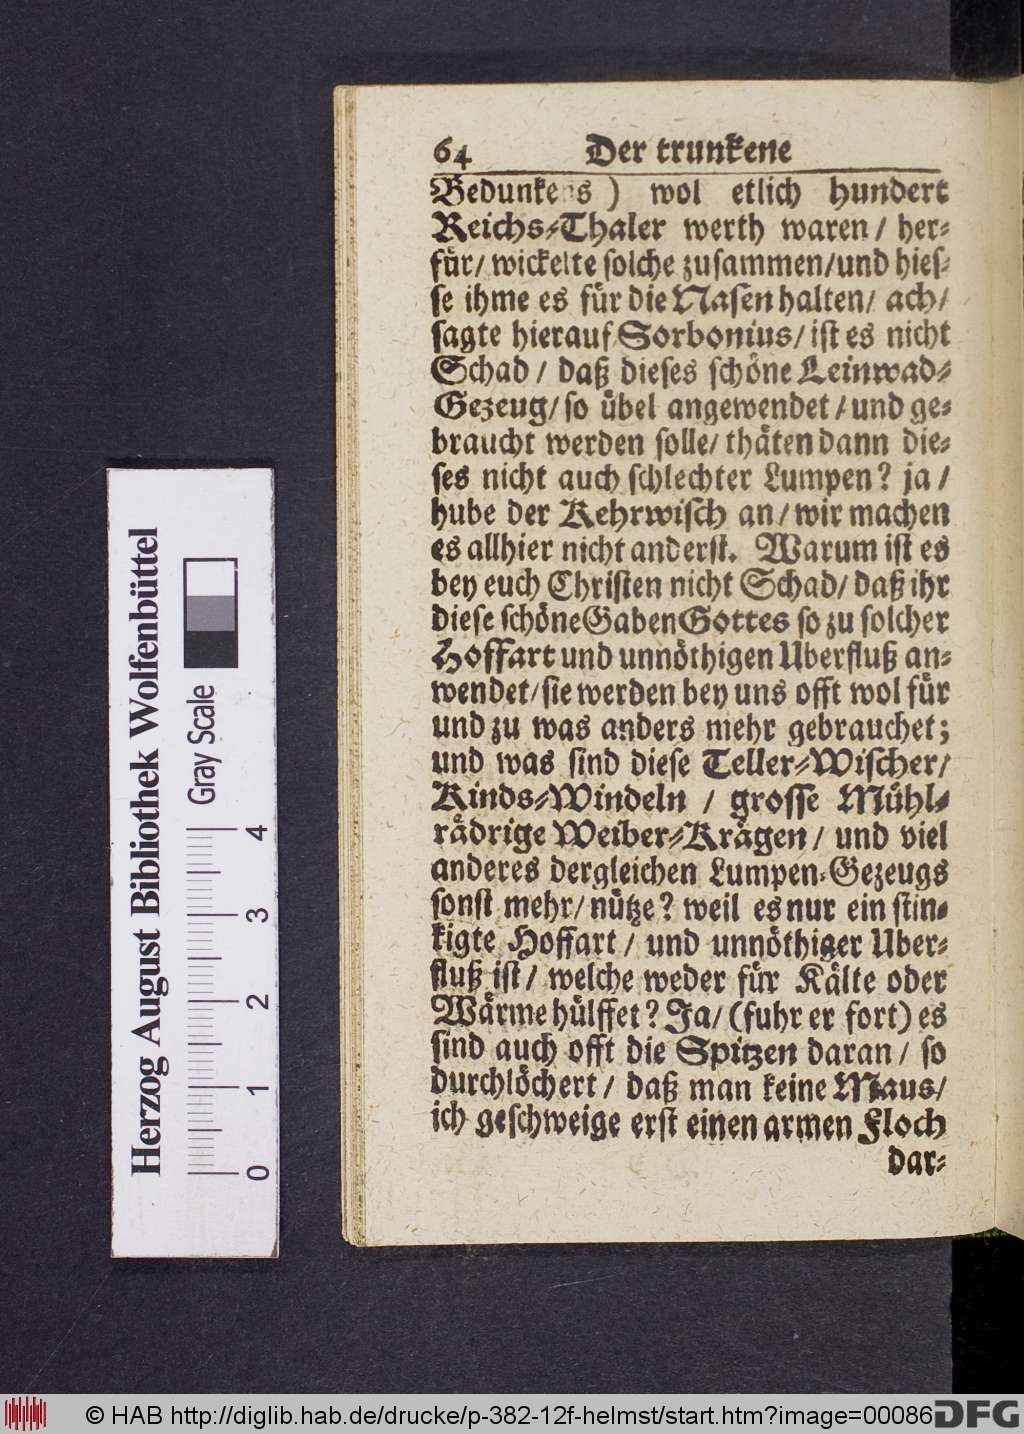 64 Der trunkene
Bedunkens ) wol etlich hundert
Reichs-Thaler werth waren / her-
für/ wickelte solche zusammen/und hies-
se ihme es für die Nasen halten/ ach/
sagte hierauf Sorbonius/ ist es nicht
Schad / daß dieses schöne Leinwad-
Gezeug/ so übel angewendet / und ge-
braucht werden solle/ thäten dann die-
ses nicht auch schlechter Lumpen? ja /
hube der Kehrwisch an / wir machen
es allhier nicht anderst. Warum ist es
bey euch Christen nicht Schad/ daß ihr
diese schöne Gaben Gottes so zu solcher
Hoffart und unnöthigen Uberfluß an-
wendet/sie werden bey uns offt wol für
und zu was anders mehr gebrauchet;
und was sind diese Teller-Wischer/
Kinds-Windeln / grosse Mühl-
rädrige Weiber-Krägen / und viel
anderes dergleichen Lumpen-Gezeugs
sonst mehr/ nütze? weil es nur ein stin-
kigte Hoffart / und unnöthiger Uber-
fluß ist / welche weder für Kälte oder
Wärme hülffet? Ja/ (fuhr er fort) es
sind auch offt die Spitzen daran / so
durchlöchert / daß man keine Maus/
ich geschweige erst einen armen Floch
dar-
Herzog August Bibliothek Wolfenbüttel
Gray Scale
0 1 2 3 4
© HAB http://diglib.hab.de/drucke/p-382-12f-helmst/start.htm?image=00086
DFG